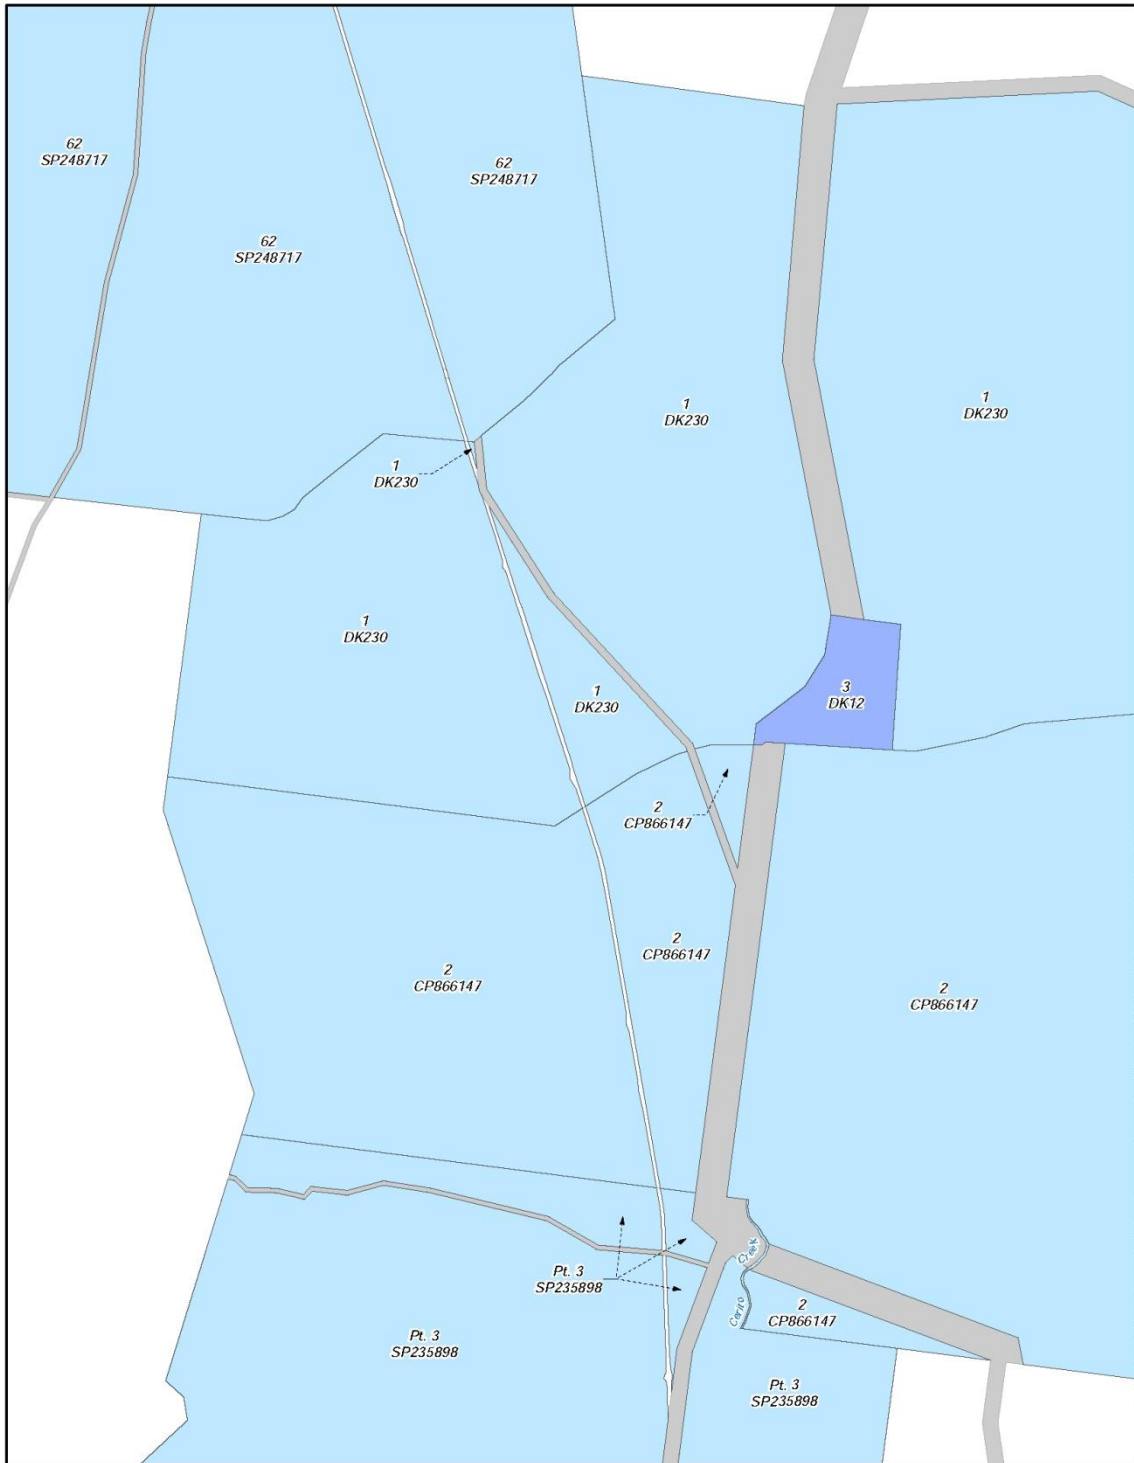 62
SP248717
62
SP248717
62
SP248717
1
DK230
1
DK230
1
DK230
1
DK230
1
DK230
3
DK12
2
CP866147
2
CP866147
2
CP866147
2
CP866147
Pt. 3
SP235898
Cerito Creek
2
CP866147
Pt. 3
SP235898
Pt. 3
SP235898